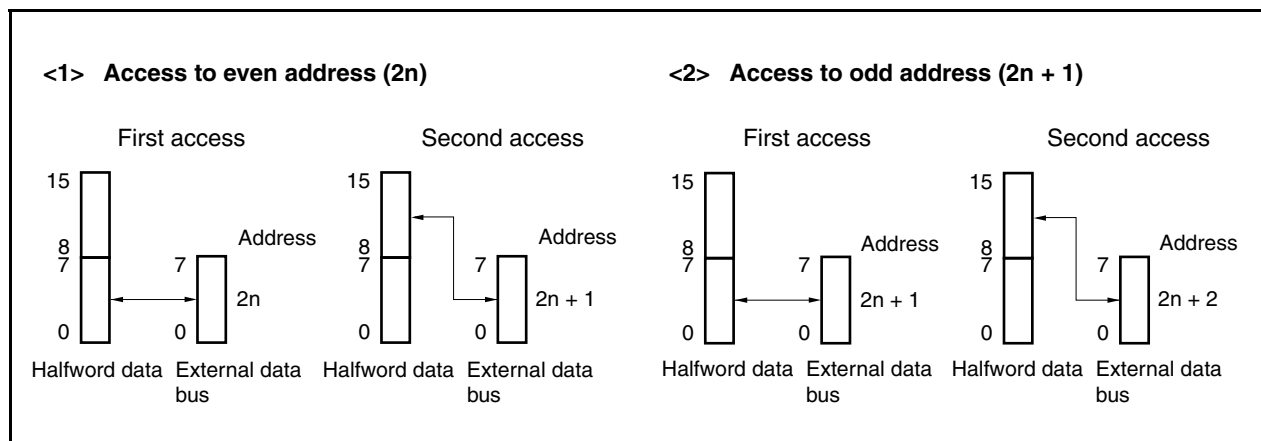 <1> Access to even address (2n)
First access
15
8
7
0
Halfword data
7
0
External data
bus
Address
2n
Second access
15
8
7
0
Halfword data
7
0
External data
bus
Address
2n + 1
<2> Access to odd address (2n + 1)
First access
15
8
7
0
Halfword data
7
0
External data
bus
Address
2n + 1
Second access
15
8
7
0
Halfword data
7
0
External data
bus
Address
2n + 2